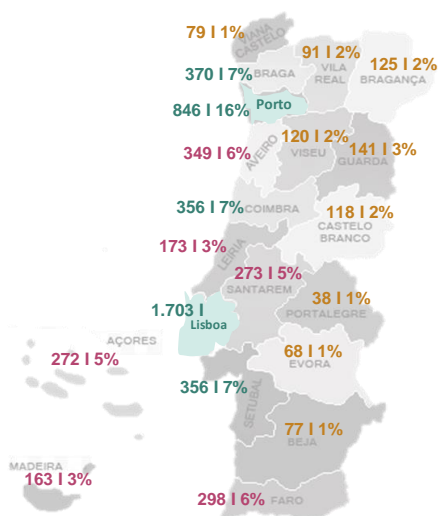 79 I 1%
VIANA
CASTELO
91 I 2%
VILA
REAL
125 I 2%
BRAGANÇA
370 I 7%
BRAGA
846 I 16%
Porto
120 I 2%
VISEU
141 I 3%
GUARDA
349 I 6%
AVEIRO
356 I 7%
COIMBRA
118 I 2%
CASTELO
BRANCO
173 I 3%
LEIRIA
273 I 5%
SANTAREM
38 I 1%
PORTALEGRE
1.703 I
Lisboa
AÇORES
272 I 5%
68 I 1%
EVORA
356 I 7%
SETUBAL
77 I 1%
BEJA
MADEIRA
163 I 3%
298 I 6%
FARO